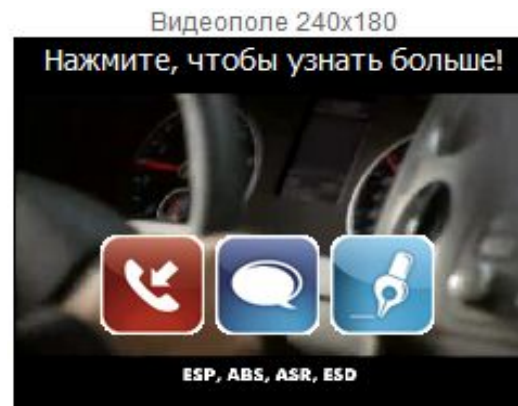 Видеополе 240x180
Нажмите, чтобы узнать больше!
ESP, ABS, ASR, ESD